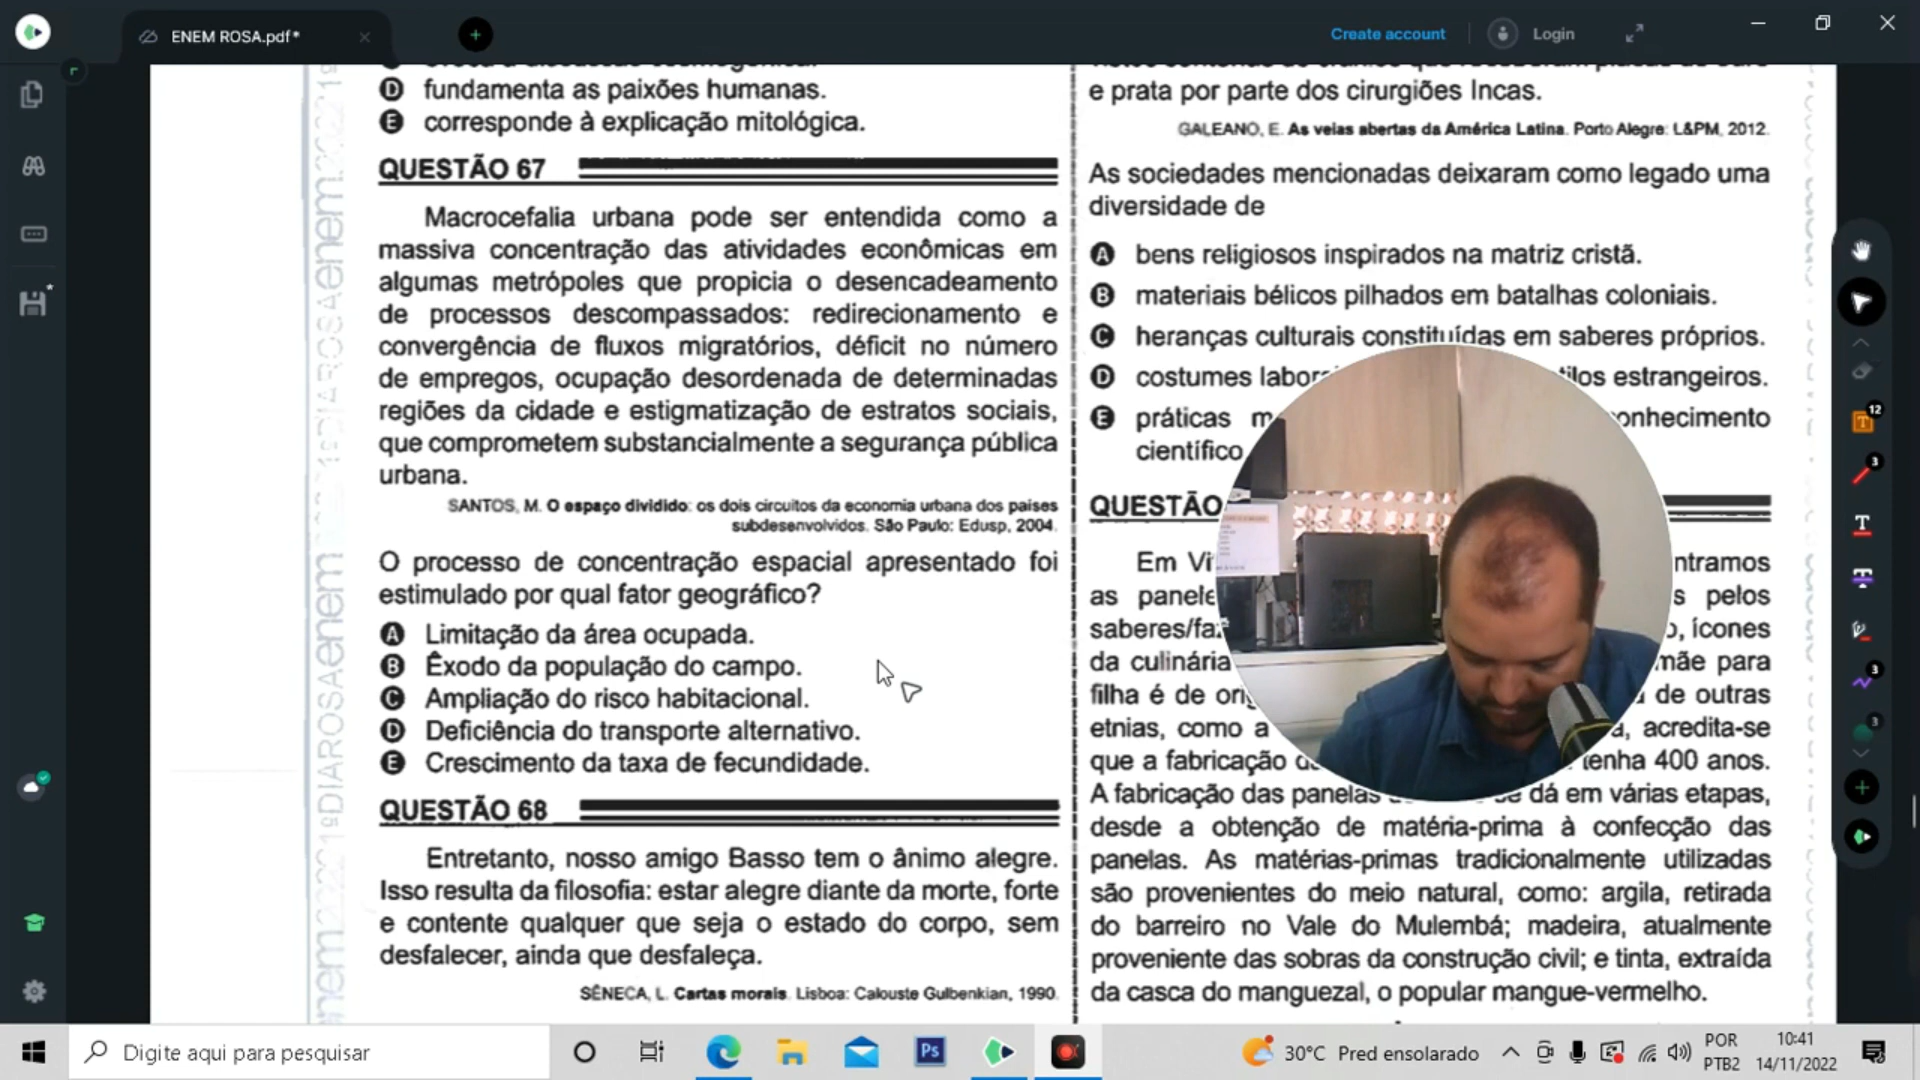 ENEM ROSA.pdf*
Create account
Login
D fundamenta as paixões humanas.
E corresponde à explicação mitológica.
QUESTÃO 67
Macrocefalia urbana pode ser entendida como a
massiva concentração das atividades econômicas em
algumas metrópoles que propicia o desencadeamento
de processos descompassados: redirecionamento e
convergência de fluxos migratórios, déficit no número
de empregos, ocupação desordenada de determinadas
regiões da cidade e estigmatização de estratos sociais,
que comprometem substancialmente a segurança pública
urbana.
SANTOS, M. O espaço dividido: os dois circuitos da economia urbana dos países
subdesenvolvidos. São Paulo: Edusp, 2004.
O processo de concentração espacial apresentado foi
estimulado por qual fator geográfico?
A Limitação da área ocupada.
B Êxodo da população do campo.
C Ampliação do risco habitacional.
D Deficiência do transporte alternativo.
E Crescimento da taxa de fecundidade.
QUESTÃO 68
Entretanto, nosso amigo Basso tem o ânimo alegre.
Isso resulta da filosofia: estar alegre diante da morte, forte
e contente qualquer que seja o estado do corpo, sem
desfalecer, ainda que desfaleça.
SÊNECA, L. Cartas morais. Lisboa: Calouste Gulbenkian, 1990.
e prata por parte dos cirurgiões Incas.
GALEANO, E. As veias abertas da América Latina. Porto Alegre: L&PM, 2012.
As sociedades mencionadas deixaram como legado uma
diversidade de
A bens religiosos inspirados na matriz cristã.
B materiais bélicos pilhados em batalhas coloniais.
C heranças culturais constituídas em saberes próprios.
D costumes estrangeiros.
E práticas
científico
QUESTÃO
Em
as pelos
ícones
da culinária mãe para
filha é de de outras
etnias, como a acredita-se
que a fabricação tenha 400 anos.
A fabricação das panelas se dá em várias etapas,
desde a obtenção de matéria-prima à confecção das
panelas. As matérias-primas tradicionalmente utilizadas
são provenientes do meio natural, como: argila, retirada
do barreiro no Vale do Mulembá; madeira, atualmente
proveniente das sobras da construção civil; e tinta, extraída
da casca do manguezal, o popular mangue-vermelho.
12
3
3
3
Digite aqui para pesquisar
Ps
30°C Pred ensolarado
POR
PTB2
10:41
14/11/2022